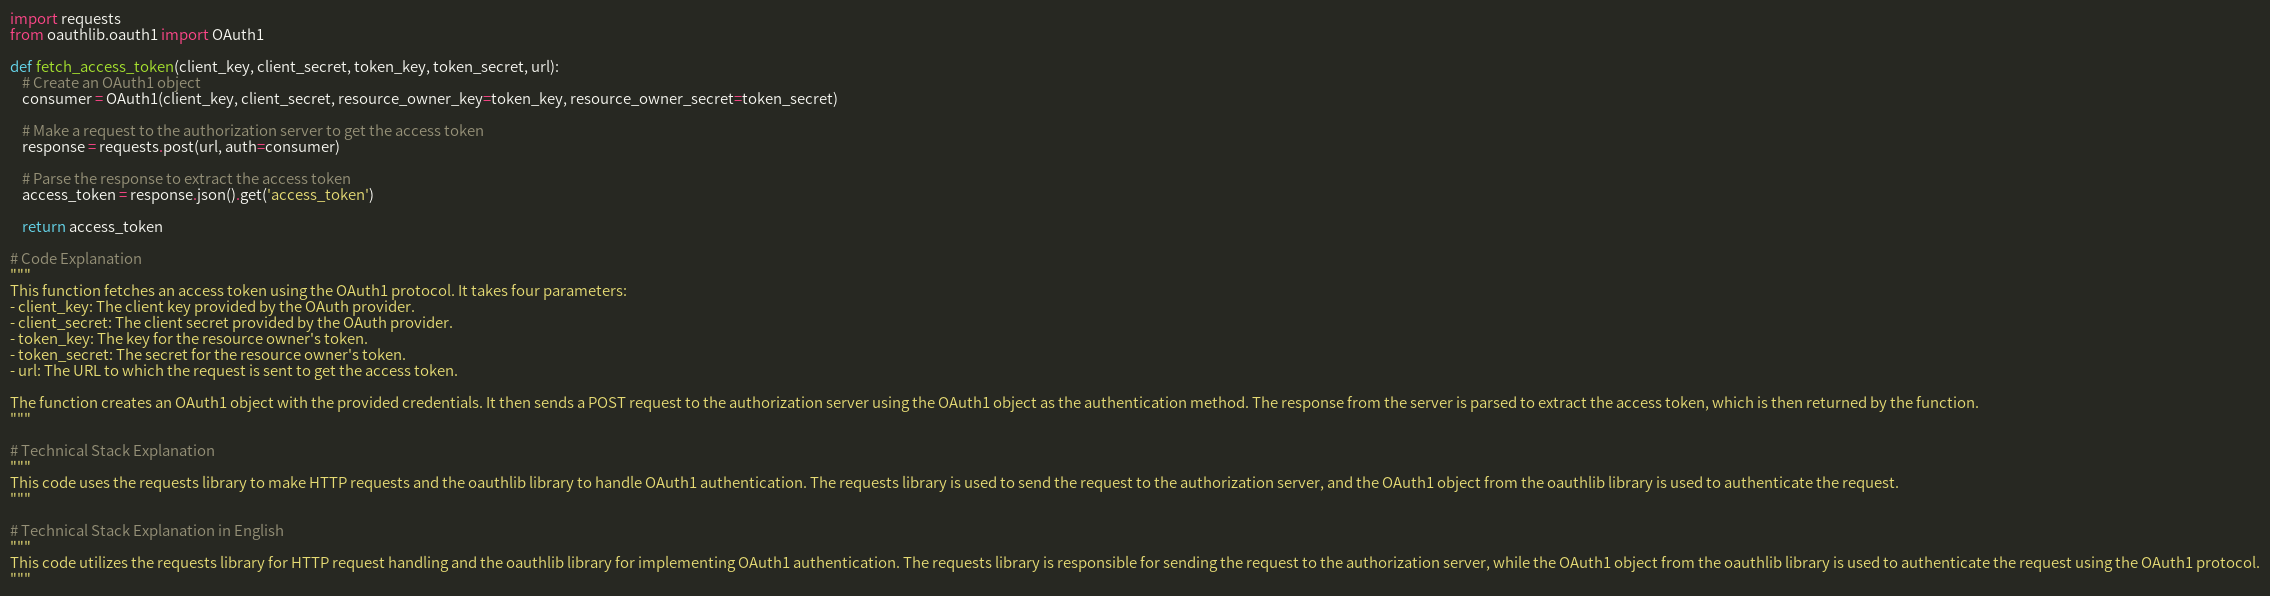 import requests
from oauthlib.oauth1 import OAuth1
def fetch_access_token(client_key, client_secret, token_key, token_secret, url):
# Create an OAuth1 object
consumer = OAuth1(client_key, client_secret, resource_owner_key=token_key, resource_owner_secret=token_secret)
# Make a request to the authorization server to get the access token
response = requests.post(url, auth=consumer)
# Parse the response to extract the access token
access_token = response.json().get('access_token')
return access_token
# Code Explanation
"""
This function fetches an access token using the OAuth1 protocol. It takes four parameters:
- client_key: The client key provided by the OAuth provider.
- client_secret: The client secret provided by the OAuth provider.
- token_key: The key for the resource owner's token.
- token_secret: The secret for the resource owner's token.
- url: The URL to which the request is sent to get the access token.
The function creates an OAuth1 object with the provided credentials. It then sends a POST request to the authorization server using the OAuth1 object as the authentication method. The response from the server is parsed to extract the access token, which is then returned by the function.
"""
# Technical Stack Explanation
"""
This code uses the requests library to make HTTP requests and the oauthlib library to handle OAuth1 authentication. The requests library is used to send the request to the authorization server, and the OAuth1 object from the oauthlib library is used to authenticate the request.
"""
# Technical Stack Explanation in English
"""
This code utilizes the requests library for HTTP request handling and the oauthlib library for implementing OAuth1 authentication. The requests library is responsible for sending the request to the authorization server, while the OAuth1 object from the oauthlib library is used to authenticate the request using the OAuth1 protocol.
"""